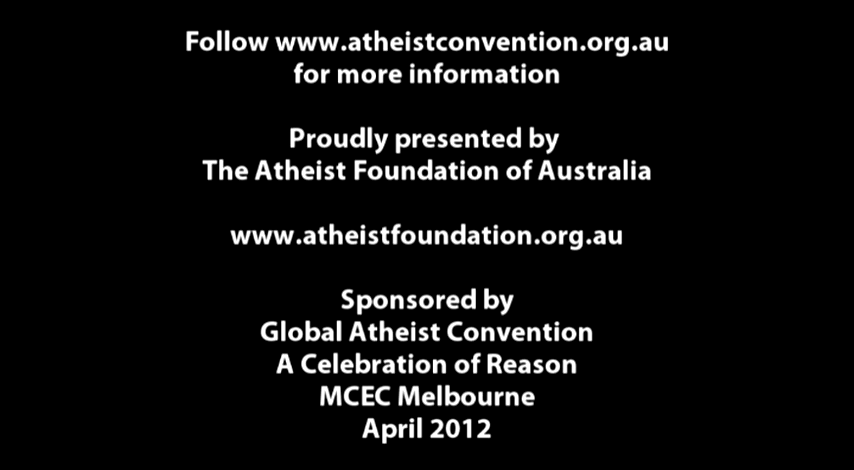 Follow www.atheistconvention.org.au
for more information
Proudly presented by
The Atheist Foundation of Australia
www.atheistfoundation.org.au
Sponsored by
Global Atheist Convention
A Celebration of Reason
MCEC Melbourne
April 2012